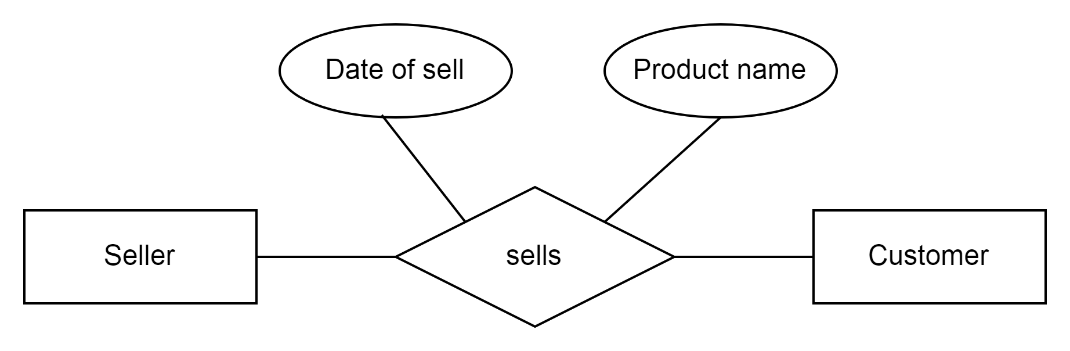 Date of sell
Product name
Seller
sells
Customer